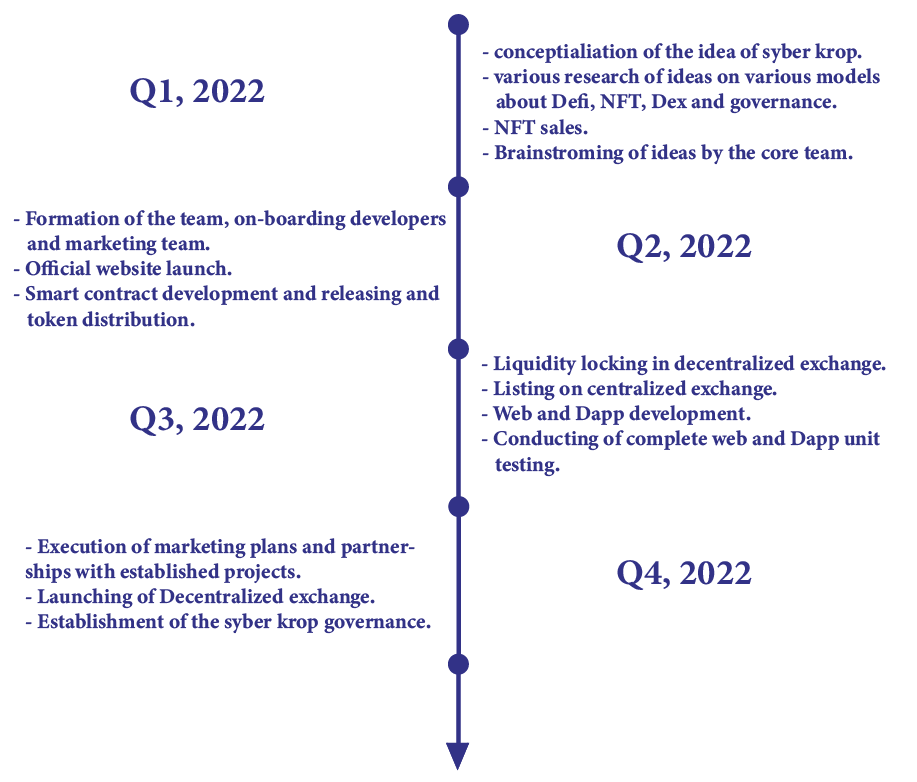 Q1, 2022
- conceptialiation of the idea of syber krop.
- various research of ideas on various models
about Defi, NFT, Dex and governance.
- NFT sales.
- Brainstroming of ideas by the core team.
Q2, 2022
- Formation of the team, on-boarding developers
and marketing team.
- Official website launch.
- Smart contract development and releasing and
token distribution.
Q3, 2022
- Liquidity locking in decentralized exchange.
- Listing on centralized exchange.
- Web and Dapp development.
- Conducting of complete web and Dapp unit
testing.
Q4, 2022
- Execution of marketing plans and partner-
ships with established projects.
- Launching of Decentralized exchange.
- Establishment of the syber krop governance.